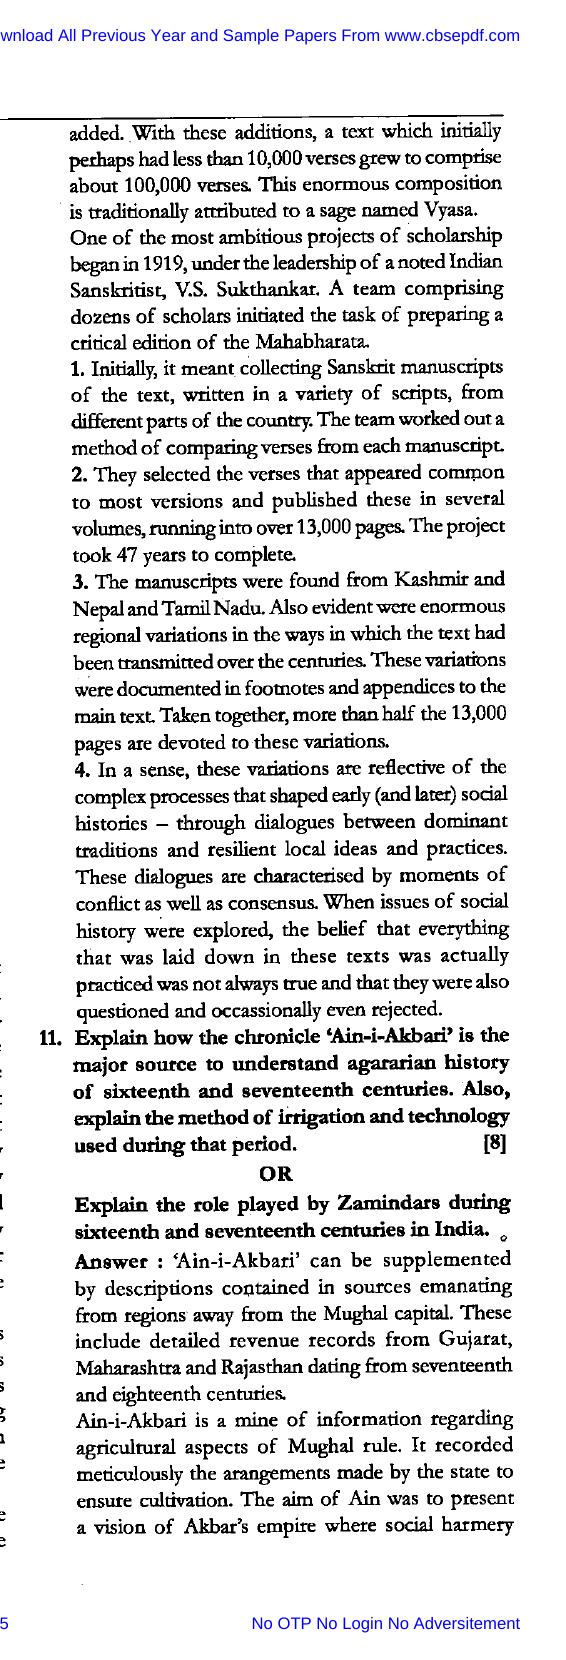 wnload All Previous Year and Sample Papers From www.cbsepdf.com
added. With these additions, a text which initially
perhaps had less than 10,000 verses grew to comprise
about 100,000 verses. This enormous composition
is traditionally attributed to a sage named Vyasa.
One of the most ambitious projects of scholarship
began in 1919, under the leadership of a noted Indian
Sanskritist, V.S. Sukthankar. A team comprising
dozens of scholars initiated the task of preparing a
critical edition of the Mahabharata.
1. Initially, it meant collecting Sanskrit manuscripts
of the text, written in a variety of scripts, from
different parts of the country. The team worked out a
method of comparing verses from each manuscript.
2. They selected the verses that appeared common
to most versions and published these in several
volumes, running into over 13,000 pages. The project
took 47 years to complete.
3. The manuscripts were found from Kashmir and
Nepal and Tamil Nadu. Also evident were enormous
regional variations in the ways in which the text had
been transmitted over the centuries. These variations
were documented in footnotes and appendices to the
main text. Taken together, more than half the 13,000
pages are devoted to these variations.
4. In a sense, these variations are reflective of the
complex processes that shaped early (and later) social
histories – through dialogues between dominant
traditions and resilient local ideas and practices.
These dialogues are characterised by moments of
conflict as well as consensus. When issues of social
history were explored, the belief that everything
that was laid down in these texts was actually
practiced was not always true and that they were also
questioned and occassionally even rejected.
11. Explain how the chronicle ‘Ain-i-Akbari’ is the
major source to understand agararian history
of sixteenth and seventeenth centuries. Also,
explain the method of irrigation and technology
used during that period. [8]
OR
Explain the role played by Zamindars during
sixteenth and seventeenth centuries in India.
Answer : ‘Ain-i-Akbari’ can be supplemented
by descriptions contained in sources emanating
from regions away from the Mughal capital. These
include detailed revenue records from Gujarat,
Maharashtra and Rajasthan dating from seventeenth
and eighteenth centuries.
Ain-i-Akbari is a mine of information regarding
agricultural aspects of Mughal rule. It recorded
meticulously the arangements made by the state to
ensure cultivation. The aim of Ain was to present
a vision of Akbar’s empire where social harmery
5
No OTP No Login No Adversitement